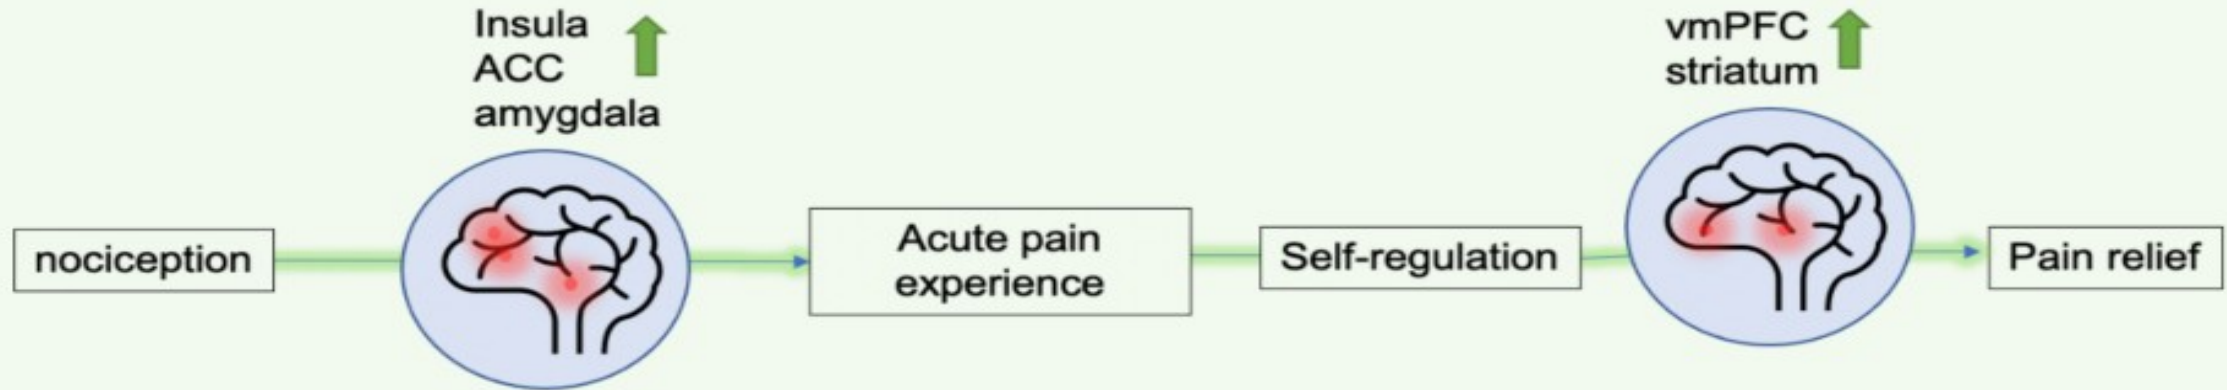 Insula
ACC
amygdala
vmPFC
striatum
nociception
Acute pain
experience
Self-regulation
Pain relief